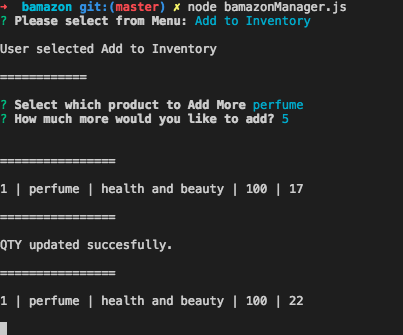 ➜  bamazon git:(master) ✗ node bamazonManager.js
? Please select from Menu: Add to Inventory
User selected Add to Inventory
============
? Select which product to Add More perfume
? How much more would you like to add? 5
================
1 | perfume | health and beauty | 100 | 17
================
QTY updated succesfully.
================
1 | perfume | health and beauty | 100 | 22